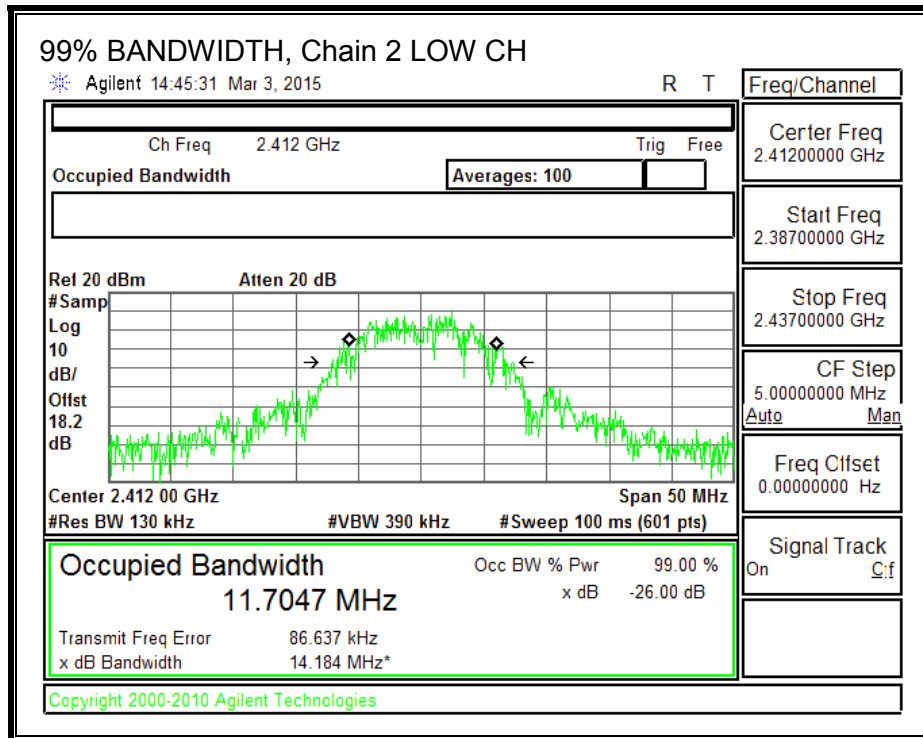 99% BANDWIDTH, Chain 2 LOW CH
Agilent 14:45:31 Mar 3, 2015 R T
Freq/Channel
Ch Freq 2.412 GHz Trig Free
Occupied Bandwidth Averages: 100
Center Freq
2.41200000 GHz
Start Freq
2.38700000 GHz
Stop Freq
2.43700000 GHz
CF Step
5.00000000 MHz
Auto Man
Freq Offset
0.00000000 Hz
Signal Track
On Off
Ref 20 dBm Atten 20 dB
#Samp
Log
10
dB/
Offst
18.2
dB
Center 2.412 00 GHz Span 50 MHz
#Res BW 130 kHz #VBW 390 kHz #Sweep 100 ms (601 pts)
Occupied Bandwidth
11.7047 MHz
Occ BW % Pwr 99.00 %
x dB -26.00 dB
Transmit Freq Error 86.637 kHz
x dB Bandwidth 14.184 MHz*
Copyright 2000-2010 Agilent Technologies